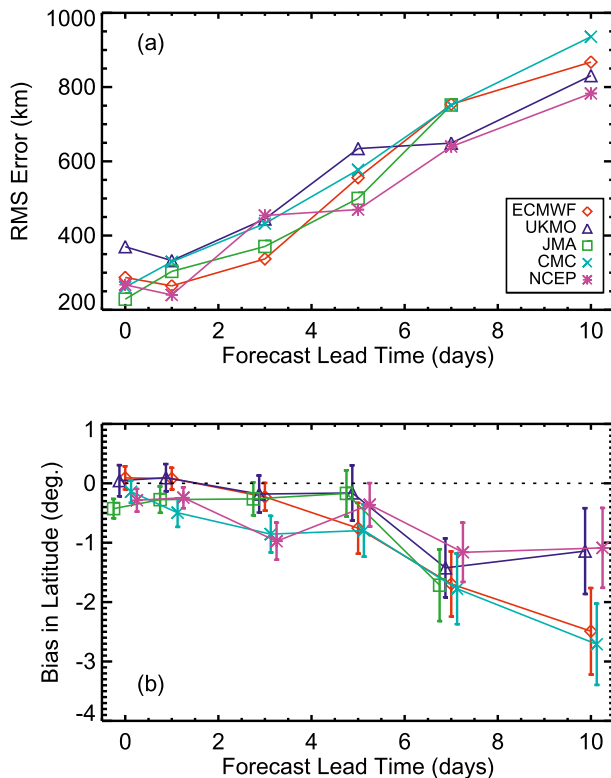 (a)
RMS Error (km)
1000
800
600
400
200
ECMWF
UKMO
JMA
CMC
NCEP
0 2 4 6 8 10
Forecast Lead Time (days)
Bias in Latitude (deg.)
1
0
-1
-2
-3
-4
(b)
0 2 4 6 8 10
Forecast Lead Time (days)